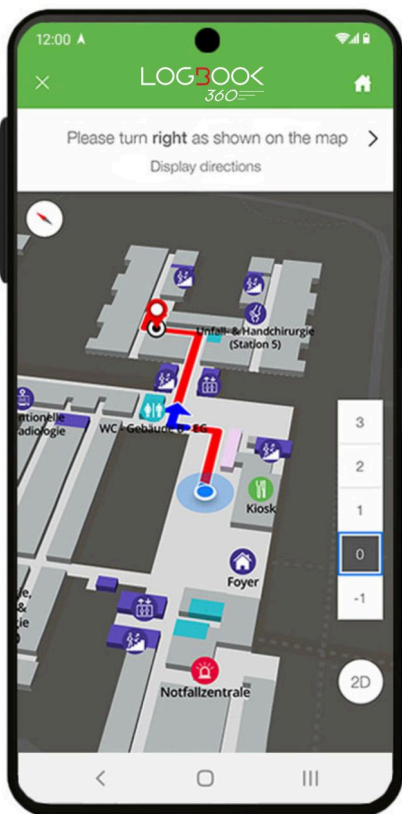 12:00
LOGBOOK
360
Please turn right as shown on the map
Display directions
Unfall- & Handchirurgie
(Station 5)
ntionelle
adiologie
WC - Gebäude B - EG
Kiosk
Foyer
Notfallzentrale
e,
&
gie
3
2
1
0
-1
2D